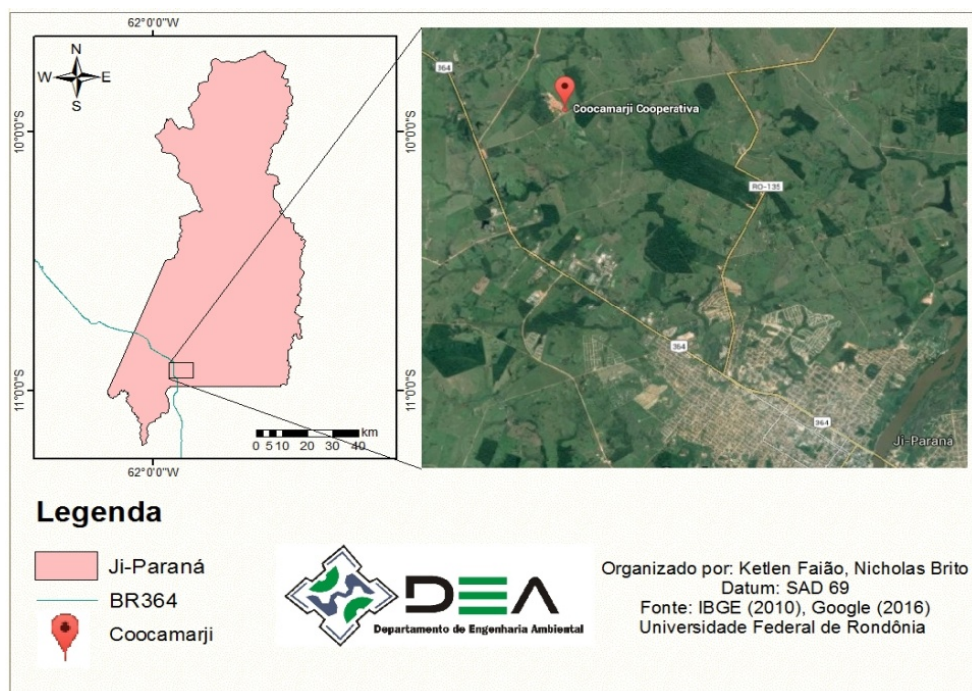 62°0'0"W
N
W E
S
10°0'0"S
10°0'0"S
11°0'0"S
11°0'0"S
km
0 5 10 20 30 40
62°0'0"W
364
Coocamarji Cooperativa
RO-135
364
364
Ji-Paraná
Legenda
Ji-Paraná
BR364
Coocamarji
DEA
Departamento de Engenharia Ambiental
Organizado por: Ketlen Faião, Nicholas Brito
Datum: SAD 69
Fonte: IBGE (2010), Google (2016)
Universidade Federal de Rondônia